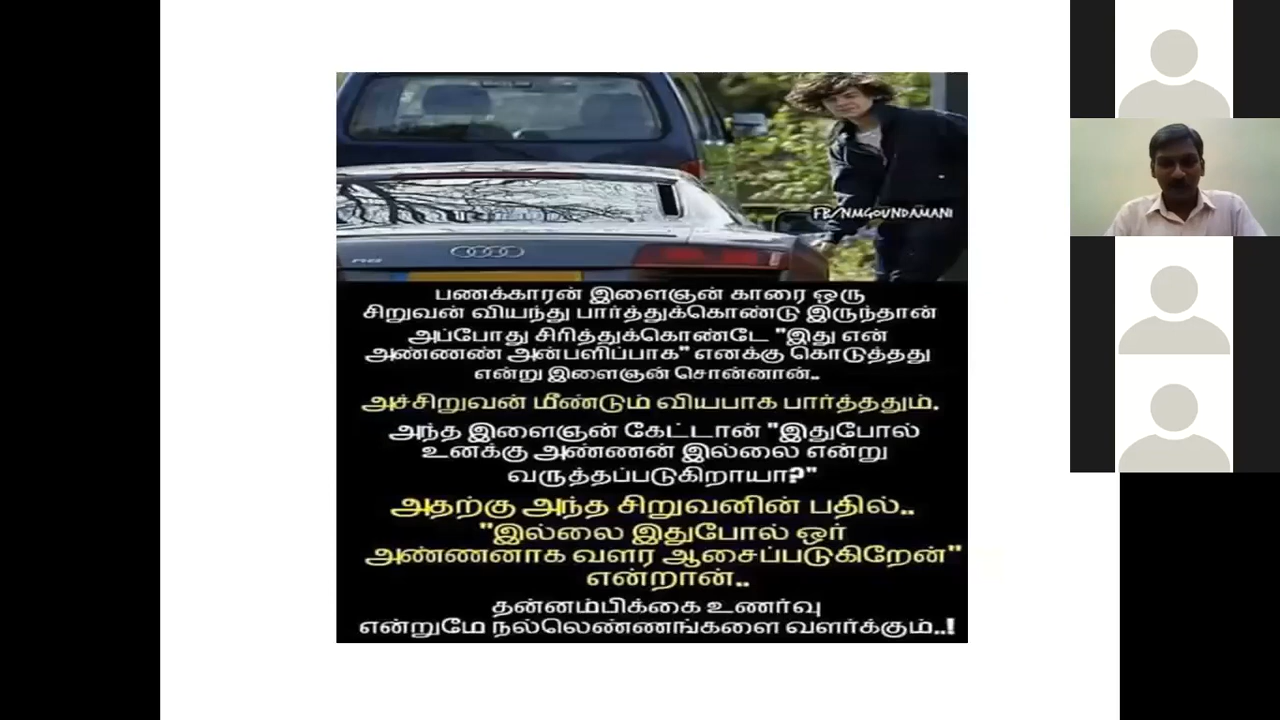 FB/NMGOUNDAMANI
R8
பணக்காரன் இளைஞன் காரை ஒரு
சிறுவன் வியந்து பார்த்துக்கொண்டு இருந்தான்
அப்போது சிரித்துக்கொண்டே "இது என்
அண்ணண் அன்பளிப்பாக" எனக்கு கொடுத்தது
என்று இளைஞன் சொன்னான்..
அச்சிறுவன் மீண்டும் வியபாக பார்த்ததும்.
அந்த இளைஞன் கேட்டான் "இதுபோல்
உனக்கு அண்ணன் இல்லை என்று
வருத்தப்படுகிறாயா?"
அதற்கு அந்த சிறுவனின் பதில்..
"இல்லை இதுபோல் ஒர்
அண்ணனாக வளர ஆசைப்படுகிறேன்"
என்றான்..
தன்னம்பிக்கை உணர்வு
என்றுமே நல்லெண்ணங்களை வளர்க்கும்..!